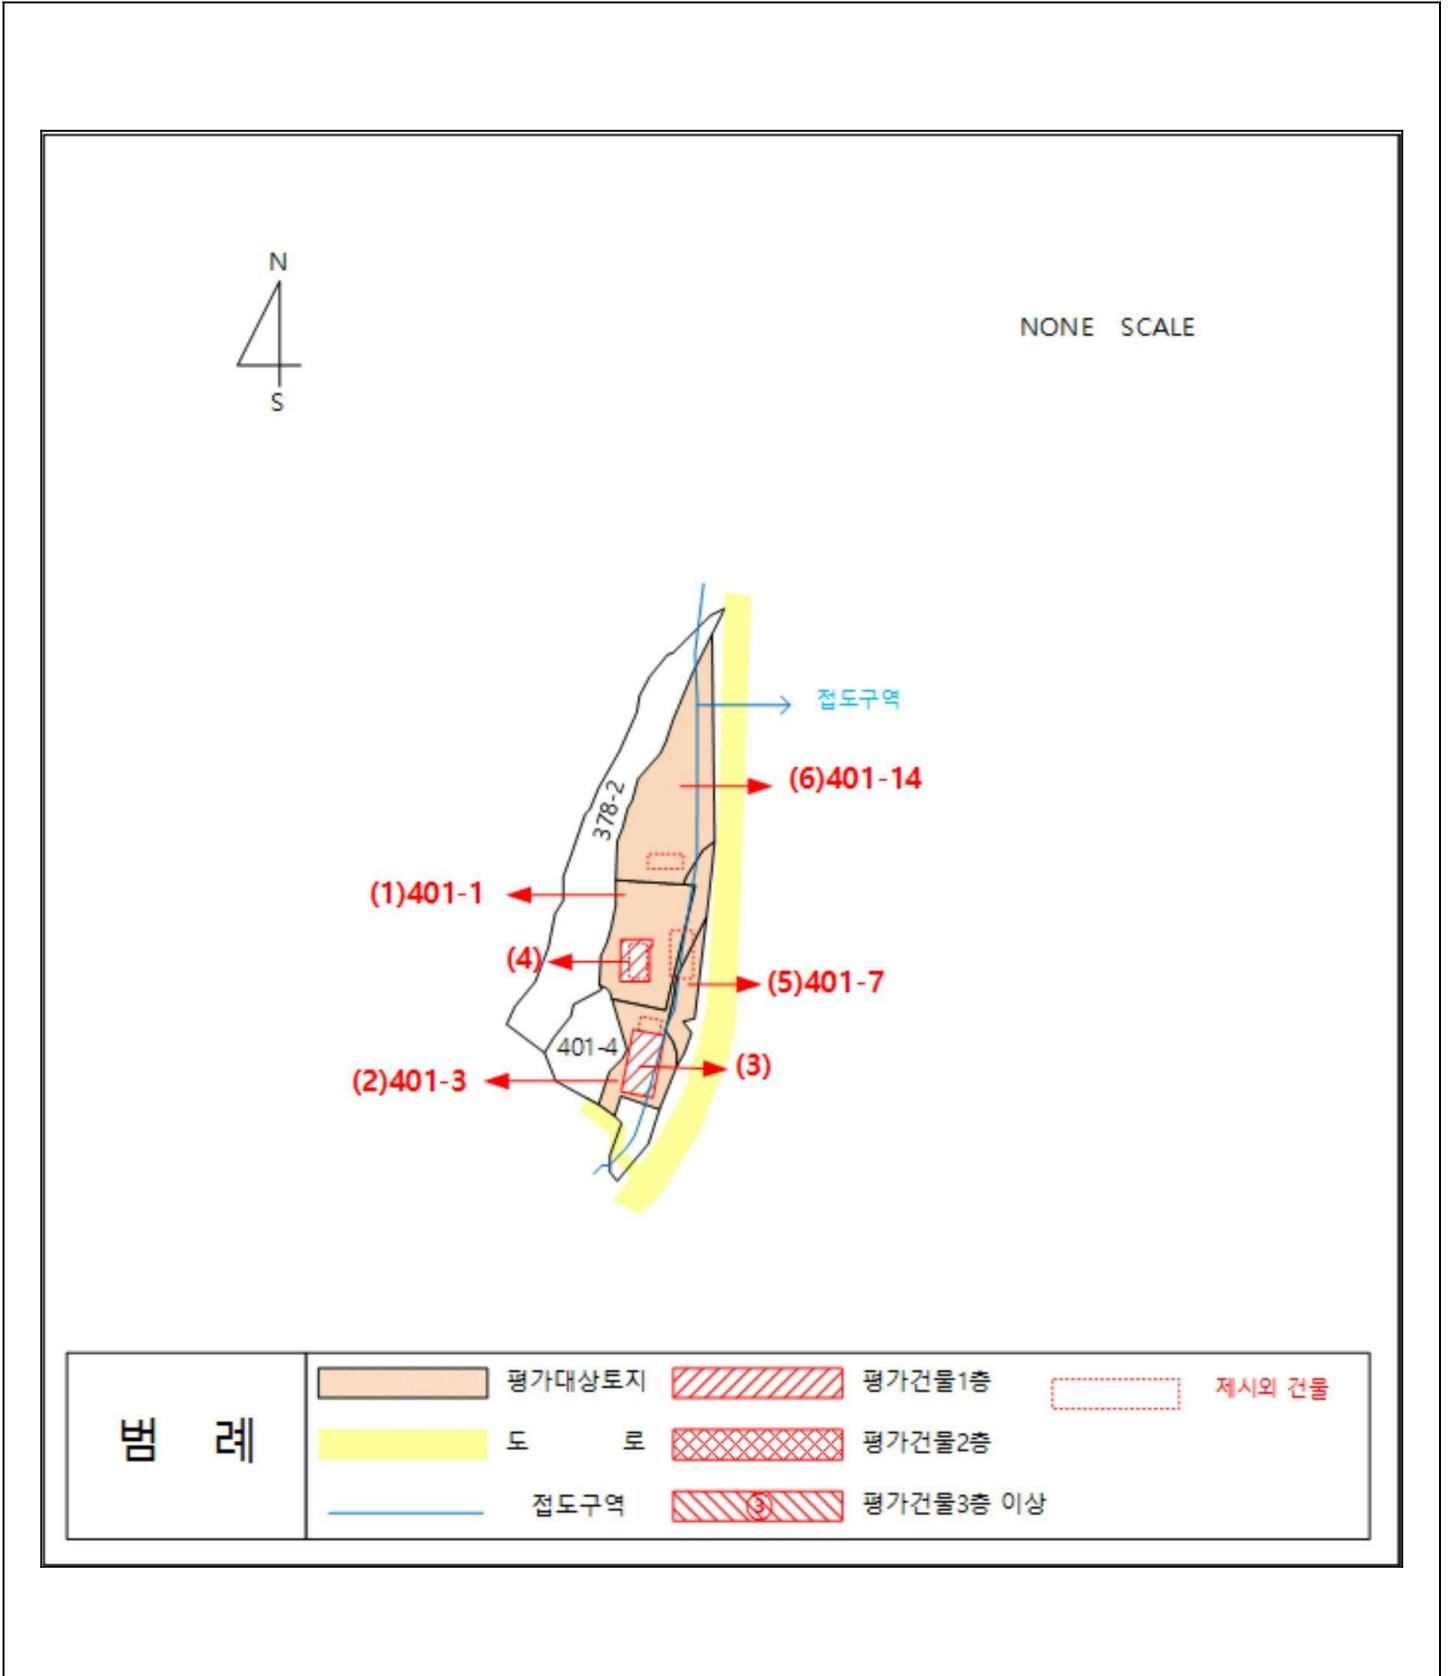 N
NONE SCALE
S
접도구역
(6)401-14
378-2
(1)401-1
(4)
(5)401-7
401-4
(3)
(2)401-3
평가대상토지 평가건물1층 제시외 건물
범 례
도 로 평가건물2층
접도구역 ③ 평가건물3층 이상